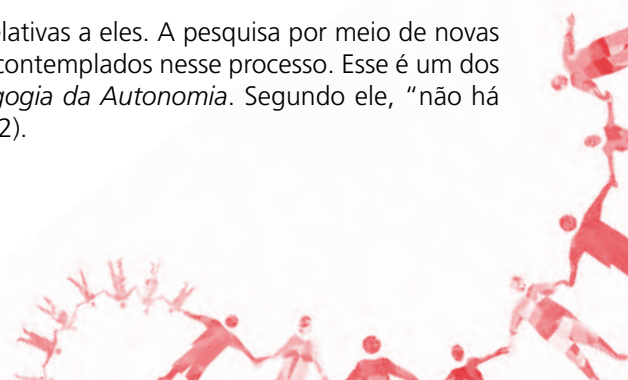 elativas a eles. A pesquisa por meio de novas
contemplados nesse processo. Esse é um dos
gogia da Autonomia. Segundo ele, “não há
2).